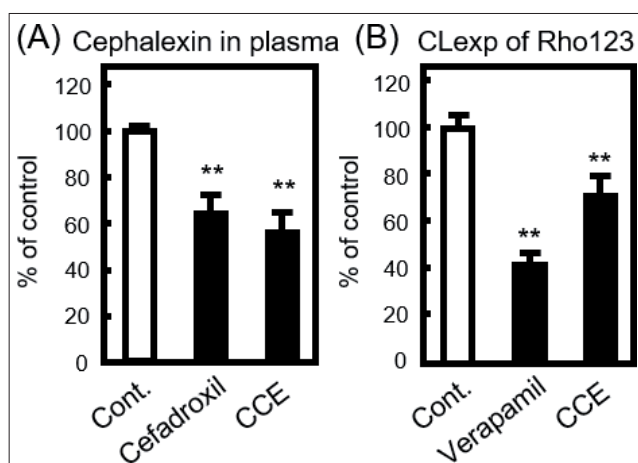 (A) Cephalexin in plasma
% of control
120
100
80
60
40
20
0
**
**
Cont.
Cefadroxil
CCE
(B) CLexp of Rho123
% of control
120
100
80
60
40
20
0
**
**
Cont.
Verapamil
CCE